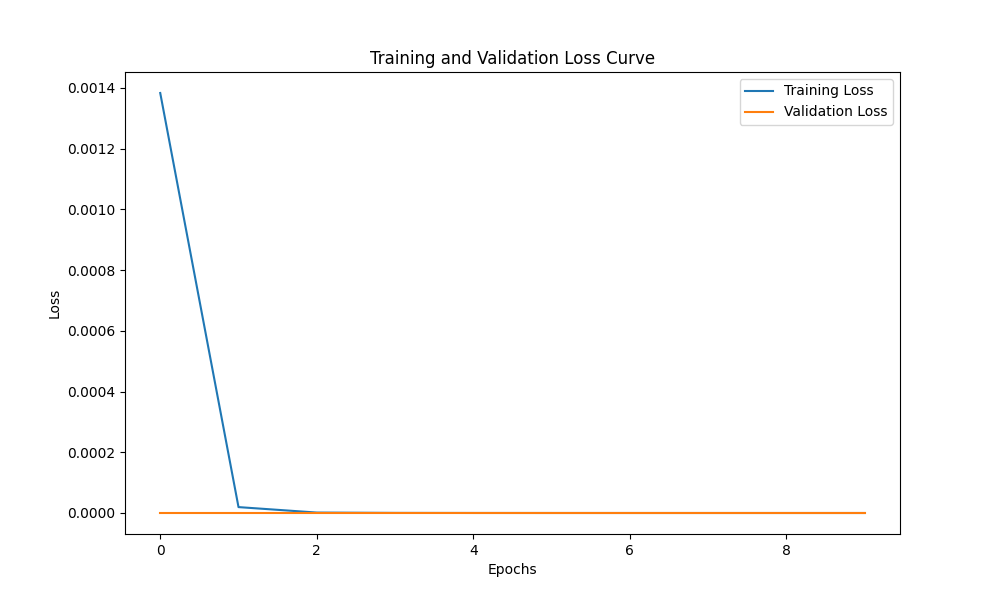 Training and Validation Loss Curve
Training Loss
Validation Loss
0.0014
0.0012
0.0010
0.0008
0.0006
0.0004
0.0002
0.0000
Loss
0 2 4 6 8
Epochs